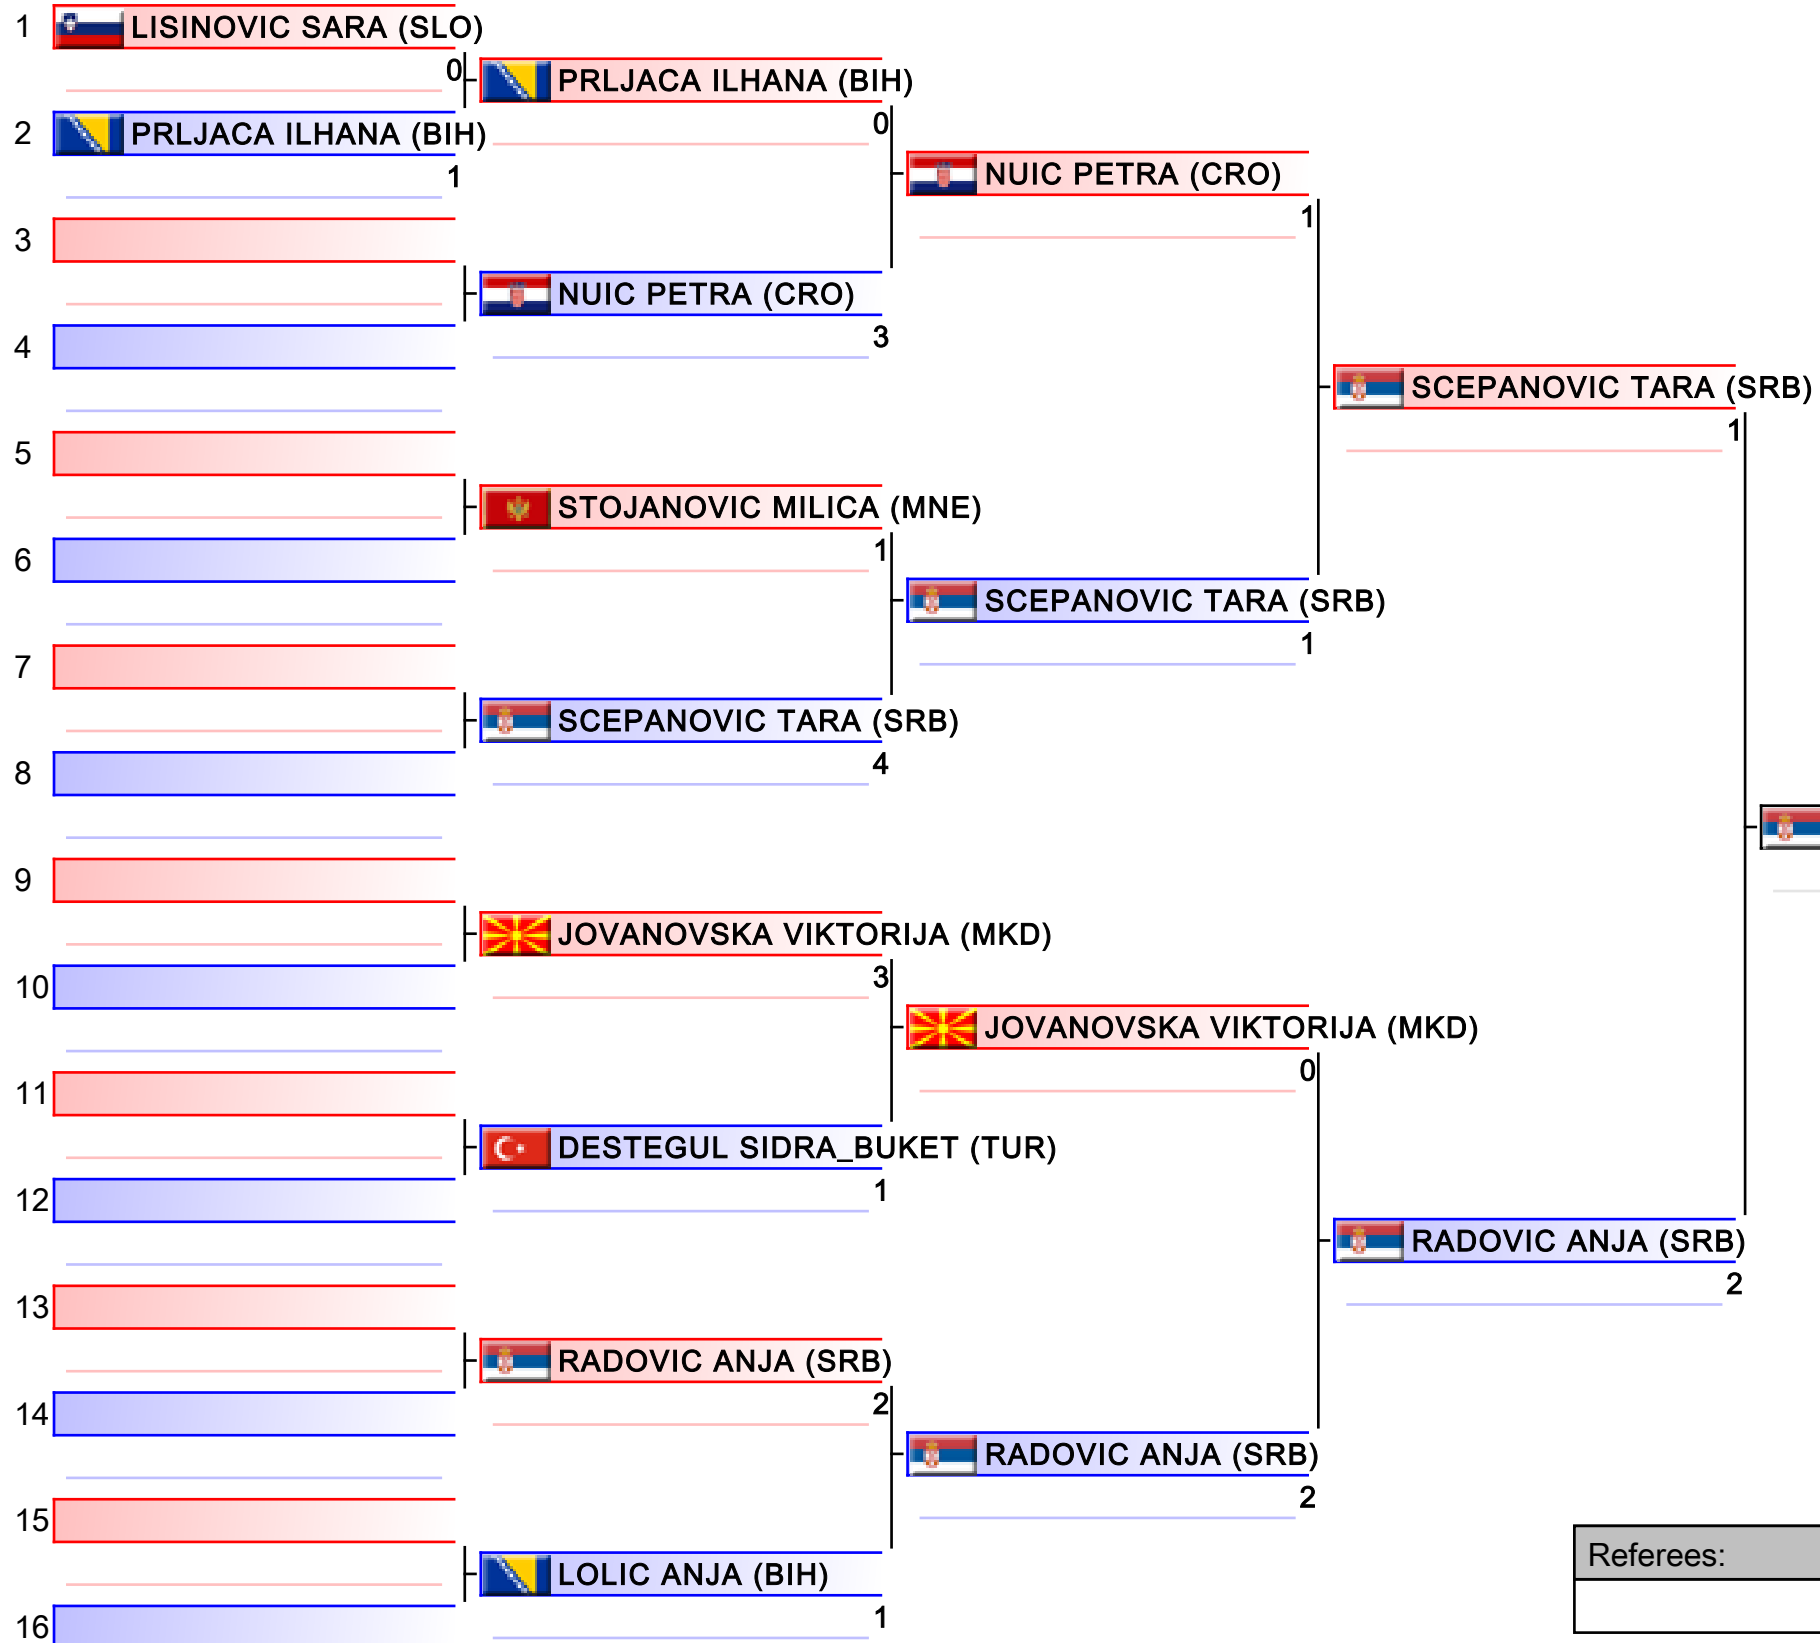 1 LISINOVIC SARA (SLO)
0
PRLJACA ILHANA (BIH)
0
2 PRLJACA ILHANA (BIH)
1
NUIC PETRA (CRO)
1
3
NUIC PETRA (CRO)
3
4
SCEPANOVIC TARA (SRB)
1
5
STOJANOVIC MILICA (MNE)
1
6
SCEPANOVIC TARA (SRB)
1
7
SCEPANOVIC TARA (SRB)
4
8
9
JOVANOVSKA VIKTORIJA (MKD)
3
10
JOVANOVSKA VIKTORIJA (MKD)
0
11
DESTEGUL SIDRA_BUKET (TUR)
1
12
RADOVIC ANJA (SRB)
2
13
RADOVIC ANJA (SRB)
2
14
RADOVIC ANJA (SRB)
2
15
LOLIC ANJA (BIH)
1
16
Referees: